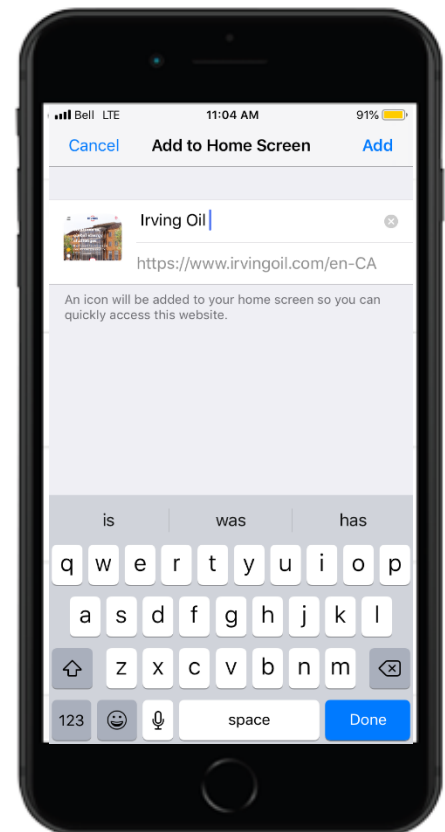 Bell LTE 11:04 AM 91%
Cancel Add to Home Screen Add
Irving Oil
https://www.irvingoil.com/en-CA
An icon will be added to your home screen so you can
quickly access this website.
is was has
q w e r t y u i o p
a s d f g h j k l
z x c v b n m
123 space Done